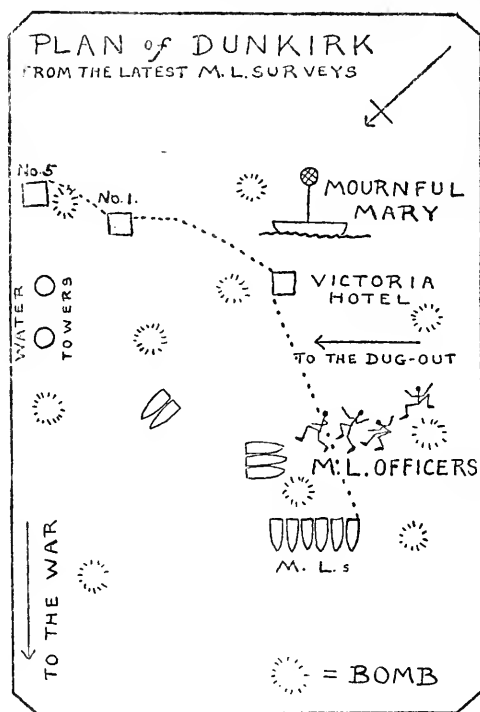 PLAN of DUNKIRK
FROM THE LATEST M.L. SURVEYS
No. 5
No. 1.
MOURNFUL
MARY
VICTORIA
HOTEL
WATER
TOWERS
TO THE DUG-OUT
M.L. OFFICERS
M. L. s
TO THE WAR
= BOMB